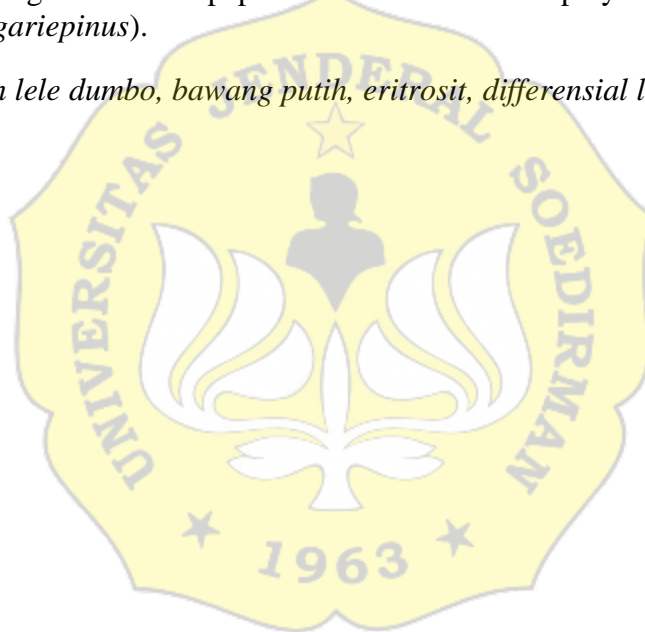 gariepinus).
lele dumbo, bawang putih, eritrosit, differensial
UNIVERSITAS JENDERAL SOEDIRMAN
1963